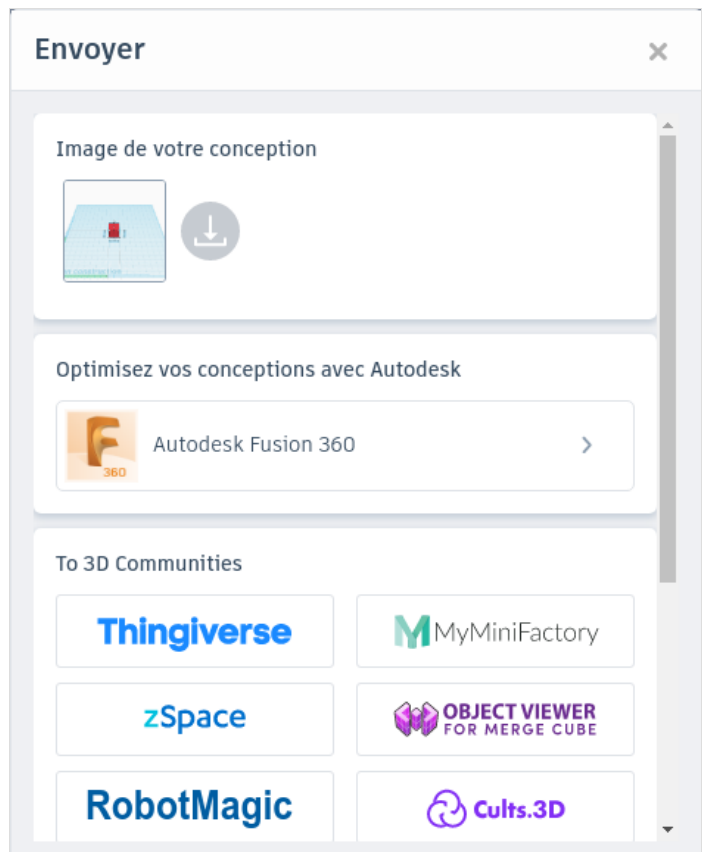 Envoyer
Image de votre conception
Optimisez vos conceptions avec Autodesk
360
Autodesk Fusion 360
To 3D Communities
Thingiverse
MyMiniFactory
zSpace
OBJECT VIEWER
FOR MERGE CUBE
RobotMagic
Cults.3D